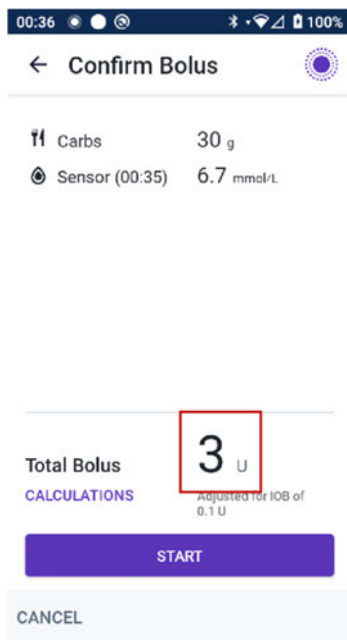 00:36 100%
Confirm Bolus
Carbs 30 g
Sensor (00:35) 6.7 mmol/L
Total Bolus 3 U
CALCULATIONS Adjusted for IOB of
0.1 U
START
CANCEL